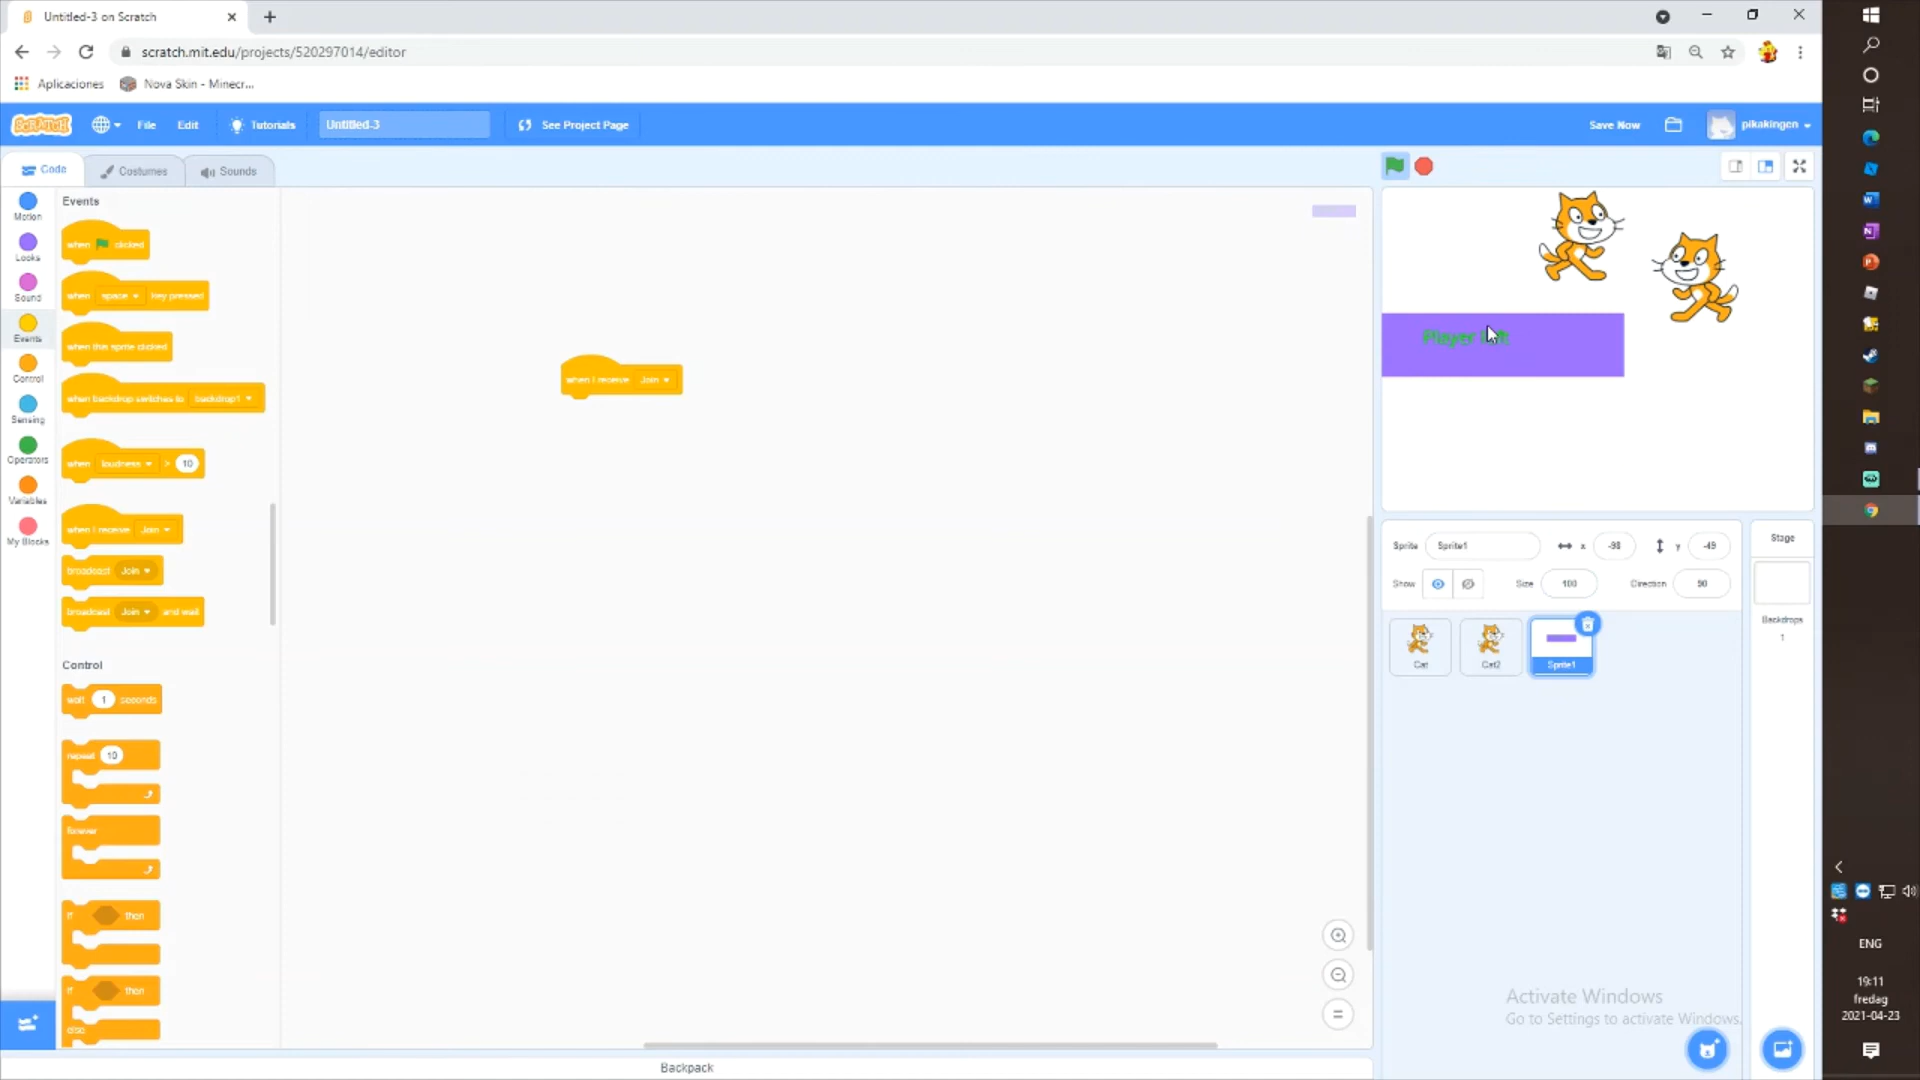 Untitled-3 on Scratch
scratch.mit.edu/projects/520297014/editor
Aplicaciones
Nova Skin - Minecr...
SCRATCH
File
Edit
Tutorials
Untitled-3
See Project Page
Save Now
pikakingen
Code
Costumes
Sounds
Motion
Looks
Sound
Events
Control
Sensing
Operators
Variables
My Blocks
Events
when clicked
when space key pressed
when this sprite clicked
when backdrop switches to backdrop1
when loudness > 10
when I receive Join
broadcast Join
broadcast Join and wait
Control
wait 1 seconds
repeat 10
forever
if then
if then
else
when I receive Join
Player
Sprite Sprite1 x -98 y -49
Show Size 100 Direction 90
Cat
Cat2
Sprite1
Stage
Backdrops
1
Backpack
Activate Windows
Go to Settings to activate Windows.
ENG
19:11
fredag
2021-04-23